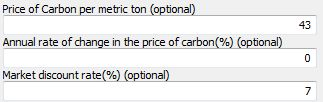 Price of Carbon per metric ton (optional)
43
Annual rate of change in the price of carbon(%) (optional)
0
Market discount rate(%) (optional)
7